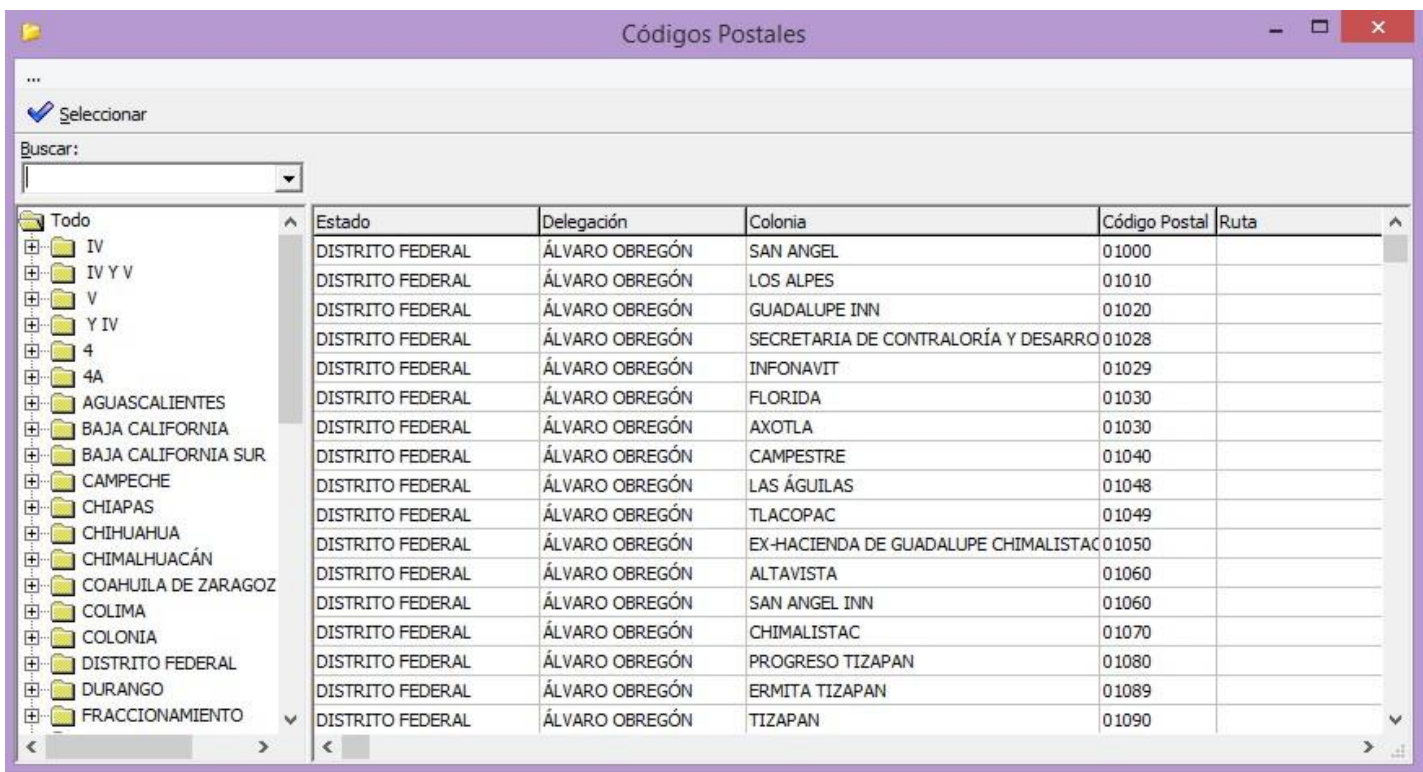 Códigos Postales
...
Seleccionar
Buscar:
Todo
IV
IV Y V
V
Y IV
4
4A
AGUASCALIENTES
BAJA CALIFORNIA
BAJA CALIFORNIA SUR
CAMPECHE
CHIAPAS
CHIHUAHUA
CHIMALHUACÁN
COAHUILA DE ZARAGOZ
COLIMA
COLONIA
DISTRITO FEDERAL
DURANGO
FRACCIONAMIENTO
Estado Delegación Colonia Código Postal Ruta
DISTRITO FEDERAL ÁLVARO OBREGÓN SAN ANGEL 01000
DISTRITO FEDERAL ÁLVARO OBREGÓN LOS ALPES 01010
DISTRITO FEDERAL ÁLVARO OBREGÓN GUADALUPE INN 01020
DISTRITO FEDERAL ÁLVARO OBREGÓN SECRETARIA DE CONTRALORÍA Y DESARRO 01028
DISTRITO FEDERAL ÁLVARO OBREGÓN INFONAVIT 01029
DISTRITO FEDERAL ÁLVARO OBREGÓN FLORIDA 01030
DISTRITO FEDERAL ÁLVARO OBREGÓN AXOTLA 01030
DISTRITO FEDERAL ÁLVARO OBREGÓN CAMPESTRE 01040
DISTRITO FEDERAL ÁLVARO OBREGÓN LAS ÁGUILAS 01048
DISTRITO FEDERAL ÁLVARO OBREGÓN TLACOPAC 01049
DISTRITO FEDERAL ÁLVARO OBREGÓN EX-HACIENDA DE GUADALUPE CHIMALISTAC 01050
DISTRITO FEDERAL ÁLVARO OBREGÓN ALTAVISTA 01060
DISTRITO FEDERAL ÁLVARO OBREGÓN SAN ANGEL INN 01060
DISTRITO FEDERAL ÁLVARO OBREGÓN CHIMALISTAC 01070
DISTRITO FEDERAL ÁLVARO OBREGÓN PROGRESO TIZAPAN 01080
DISTRITO FEDERAL ÁLVARO OBREGÓN ERMITA TIZAPAN 01089
DISTRITO FEDERAL ÁLVARO OBREGÓN TIZAPAN 01090